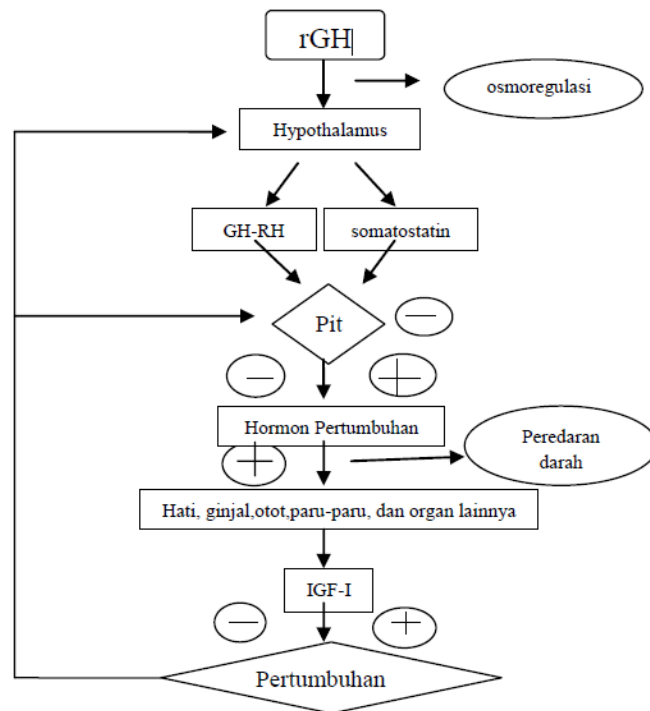 rGH
osmoregulasi
Hypothalamus
GH-RH
somatostatin
Pit
—
—
+
Hormon Pertumbuhan
+
Peredaran
darah
Hati, ginjal,otot,paru-paru, dan organ lainnya
IGF-I
—
+
Pertumbuhan